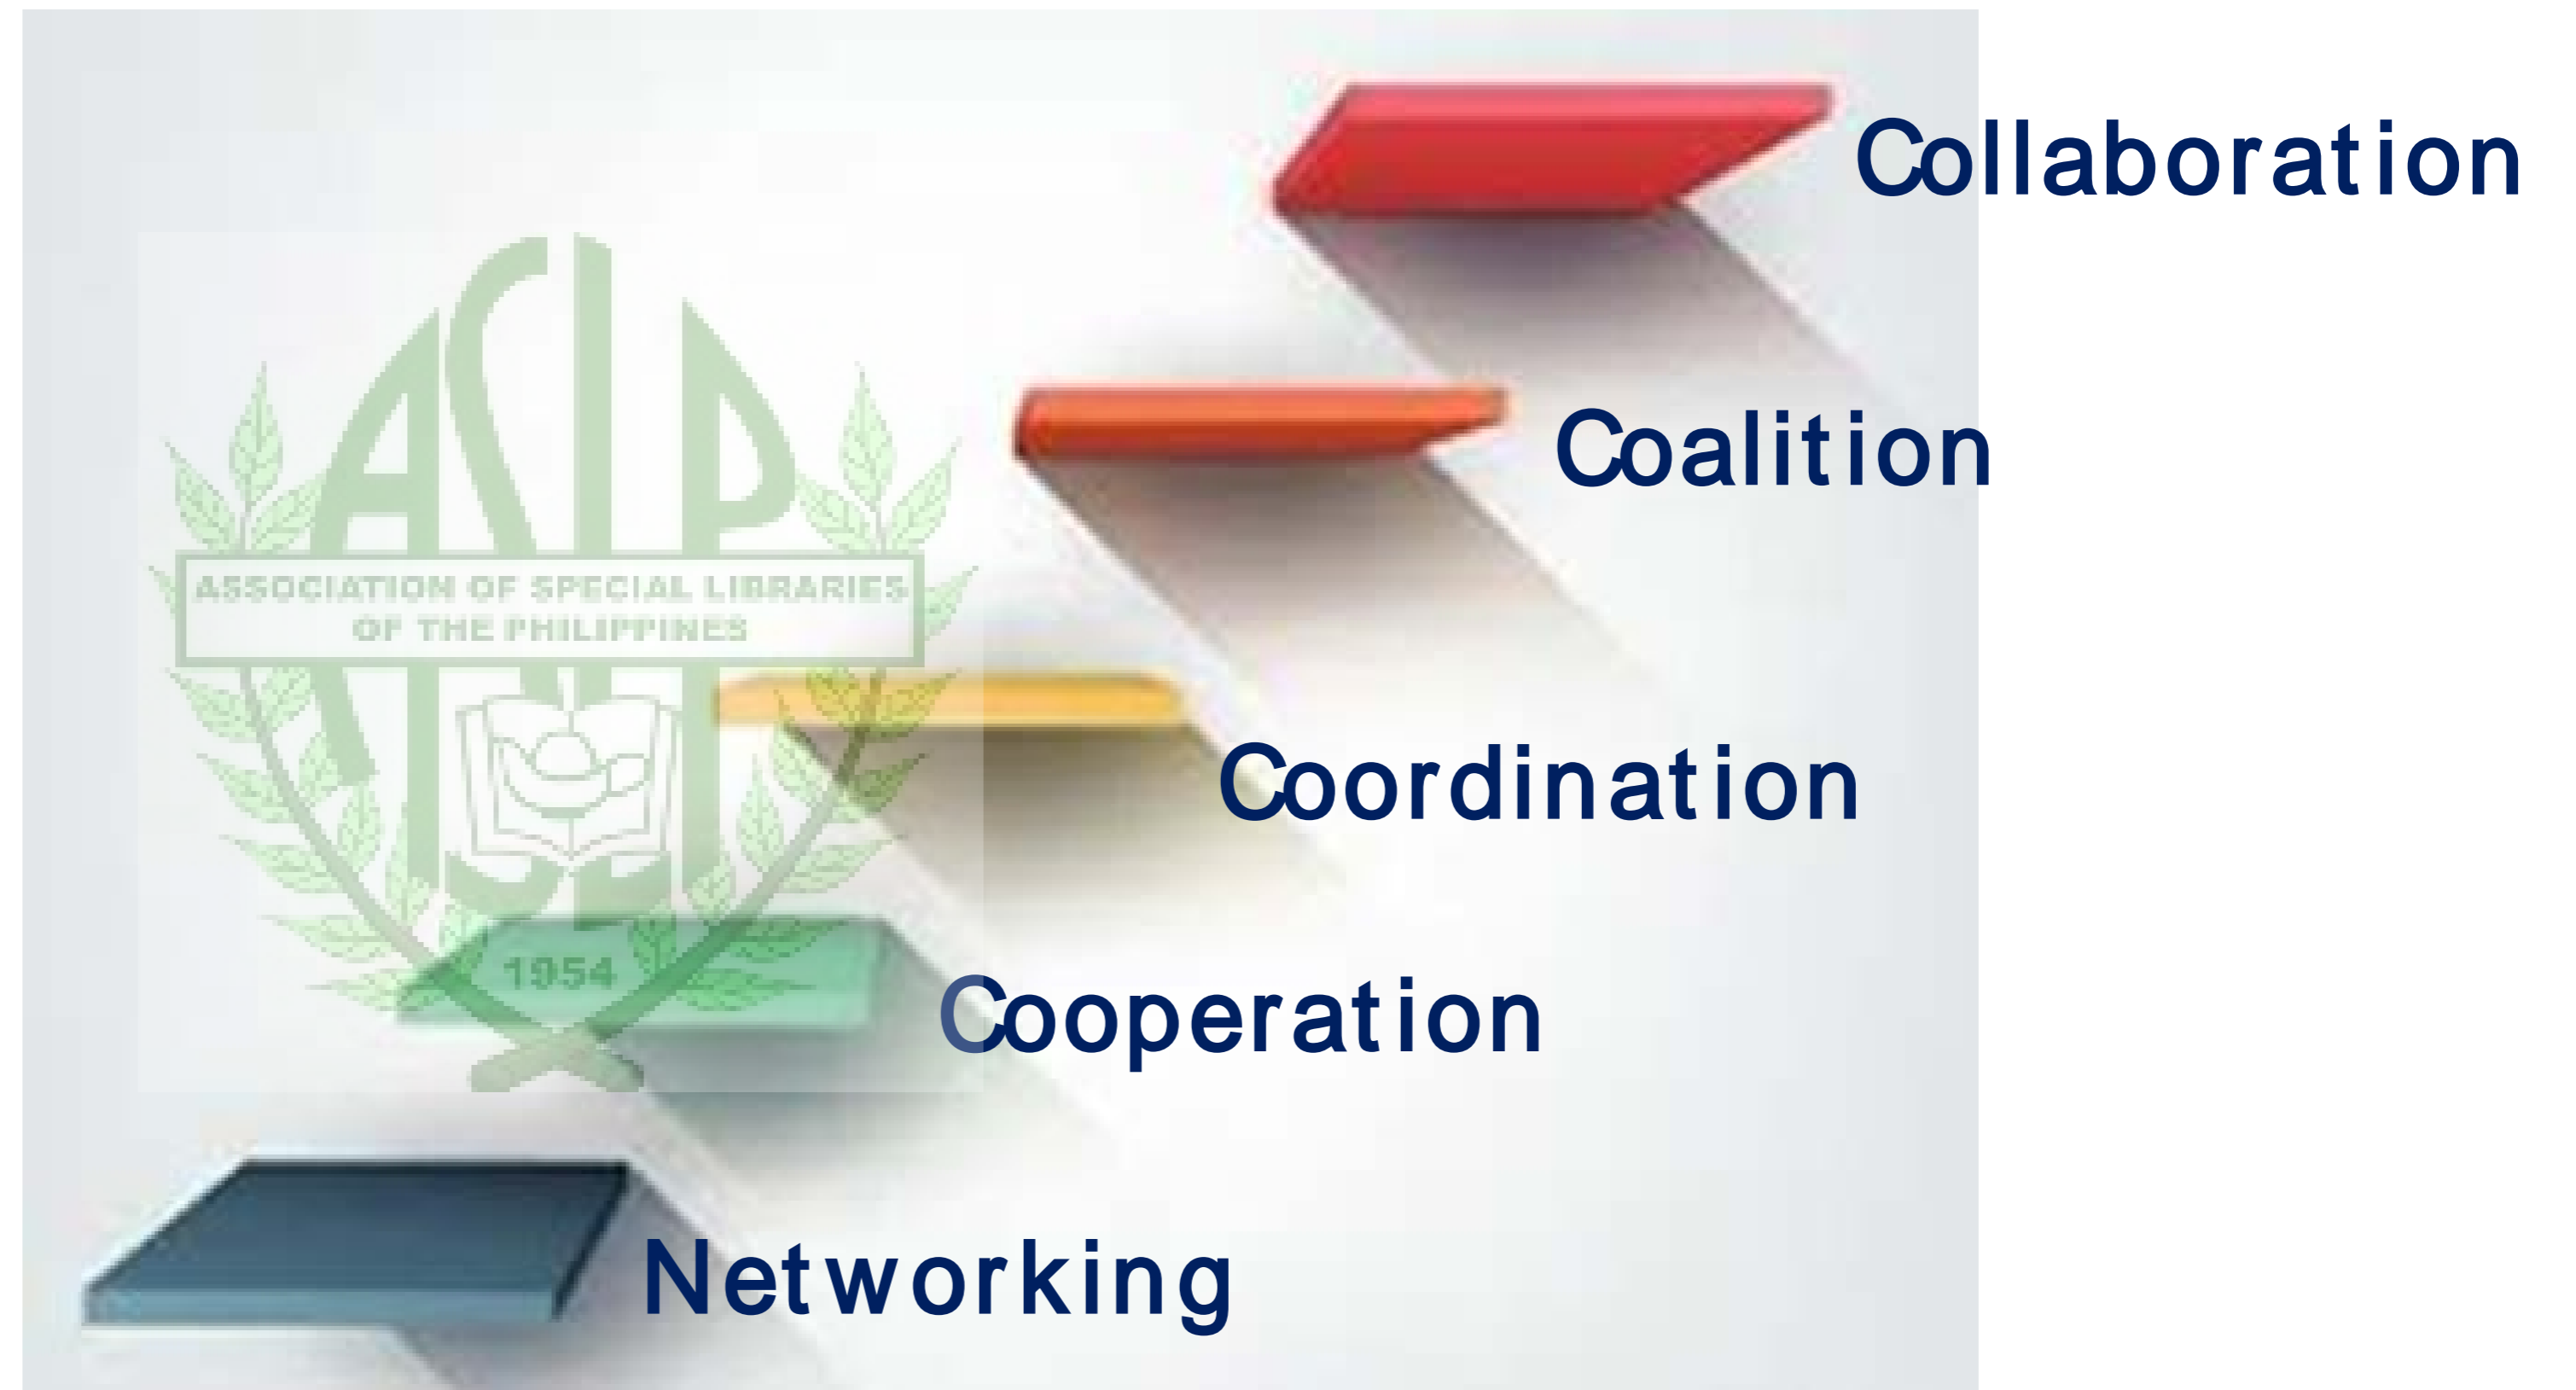 Collaboration
Coalition
ASLP
ASSOCIATION OF SPECIAL LIBRARIES
OF THE PHILIPPINES
Coordination
1954
Cooperation
Networking